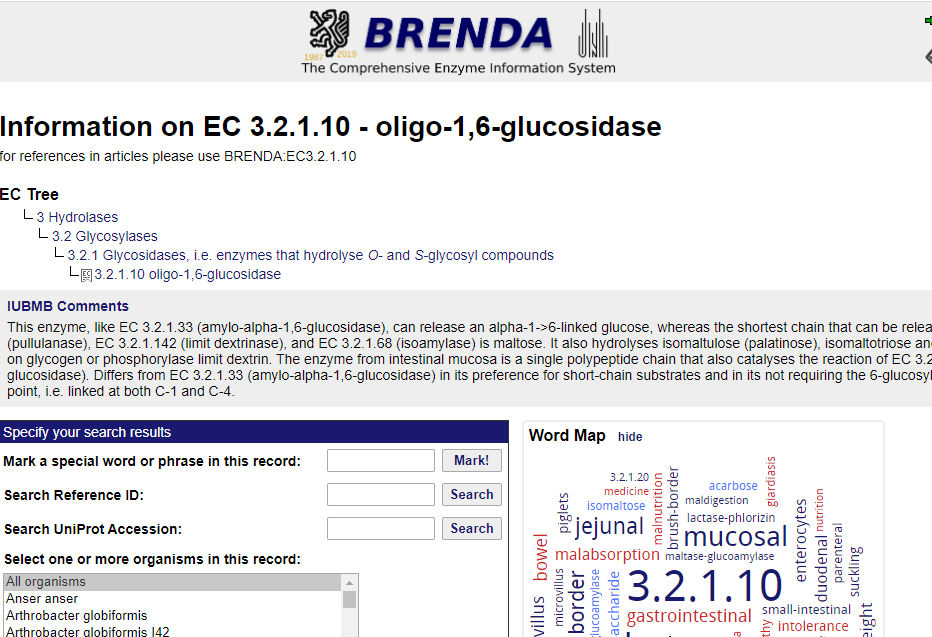 BRENDA
1987 2019
The Comprehensive Enzyme Information System
Information on EC 3.2.1.10 - oligo-1,6-glucosidase
for references in articles please use BRENDA:EC3.2.1.10
EC Tree
3 Hydrolases
3.2 Glycosylases
3.2.1 Glycosidases, i.e. enzymes that hydrolyse O- and S-glycosyl compounds
3.2.1.10 oligo-1,6-glucosidase
IUBMB Comments
This enzyme, like EC 3.2.1.33 (amylo-alpha-1,6-glucosidase), can release an alpha-1->6-linked glucose, whereas the shortest chain that can be relea
(pullulanase), EC 3.2.1.142 (limit dextrinase), and EC 3.2.1.68 (isoamylase) is maltose. It also hydrolyses isomaltulose (palatinose), isomaltotriose an
on glycogen or phosphorylase limit dextrin. The enzyme from intestinal mucosa is a single polypeptide chain that also catalyses the reaction of EC 3.2
glucosidase). Differs from EC 3.2.1.33 (amylo-alpha-1,6-glucosidase) in its preference for short-chain substrates and in its not requiring the 6-glucosyl
point, i.e. linked at both C-1 and C-4.
Specify your search results
Mark a special word or phrase in this record:
Mark!
Search Reference ID:
Search
Search UniProt Accession:
Search
Select one or more organisms in this record:
All organisms
Anser anser
Arthrobacter globiformis
Arthrobacter globiformis I42
Word Map hide
3.2.1.20
medicine
isomaltose
piglets
jejunal
malnutrition
brush-border
acarbose
maldigestion
giardiasis
lactase-phlorizin
mucosal
enterocytes
nutrition
bowel
malabsorption
maltase-glucoamylase
duodenal
parenteral
suckling
microvillus
border
glucoamylase
saccharide
3.2.1.10
villus
gastrointestinal
small-intestinal
intolerance
eight
thy